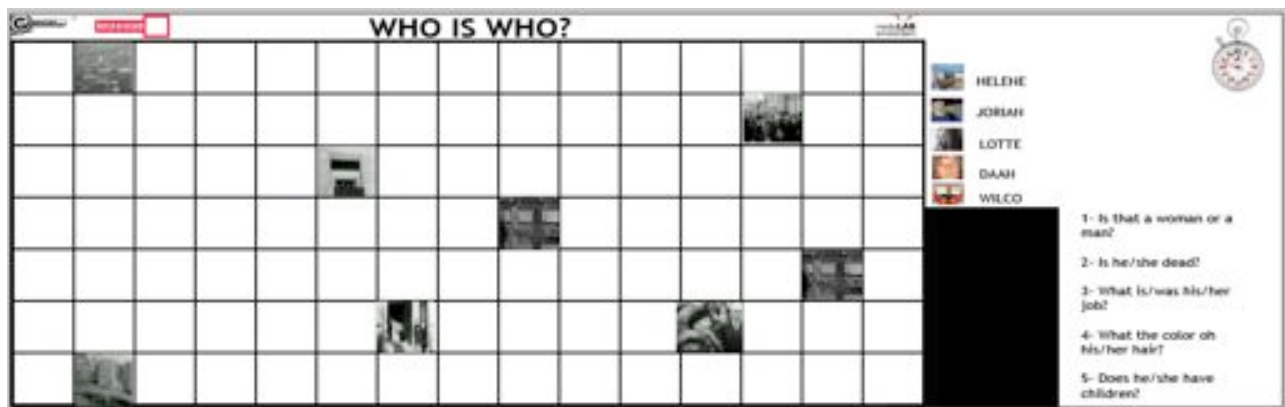 WHO IS WHO?
HELENE
JORIAH
LOTTE
DAAH
WILCO
1- Is that a woman or a
man?
2- Is he/she dead?
3- What is/was his/her
job?
4- What the color oh
his/her hair?
5- Does he/she have
children?